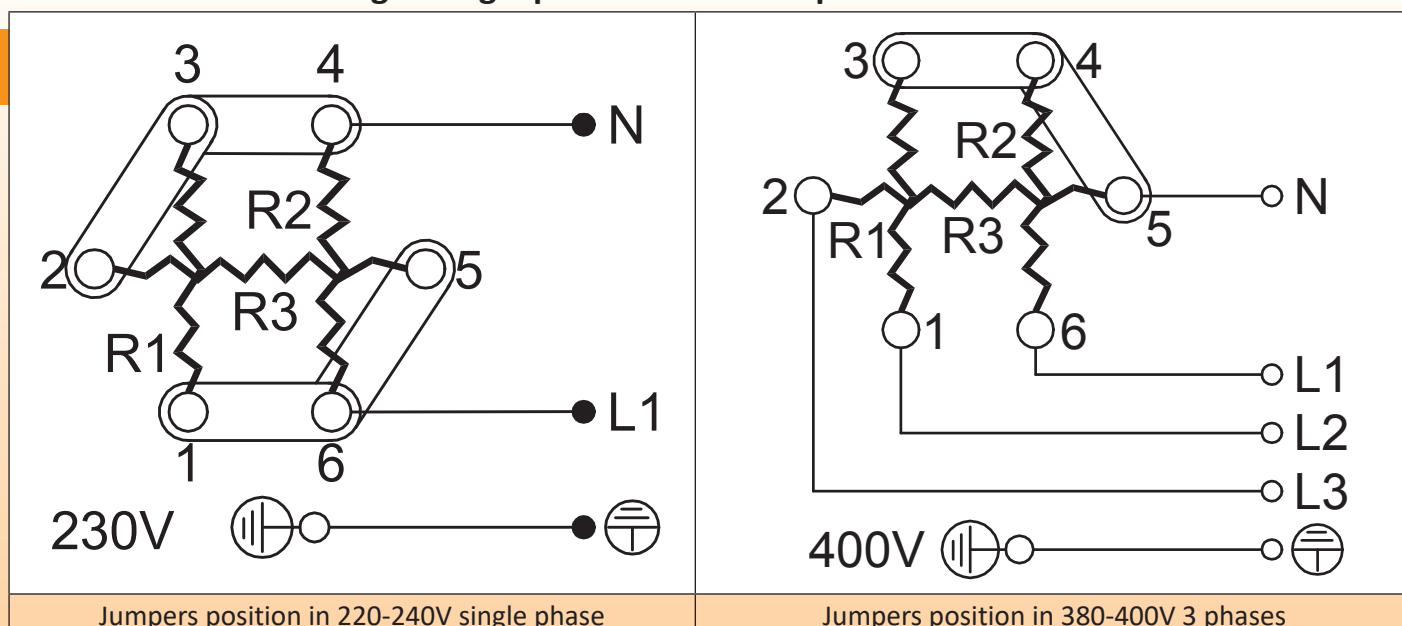 3 4
N
R2
2 5
R3
R1
L1
1 6
230V
Jumpers position in 220-240V single phase
3 4
R2
2 N
R1 R3 5
1 6
L1
L2
L3
400V
Jumpers position in 380-400V 3 phases